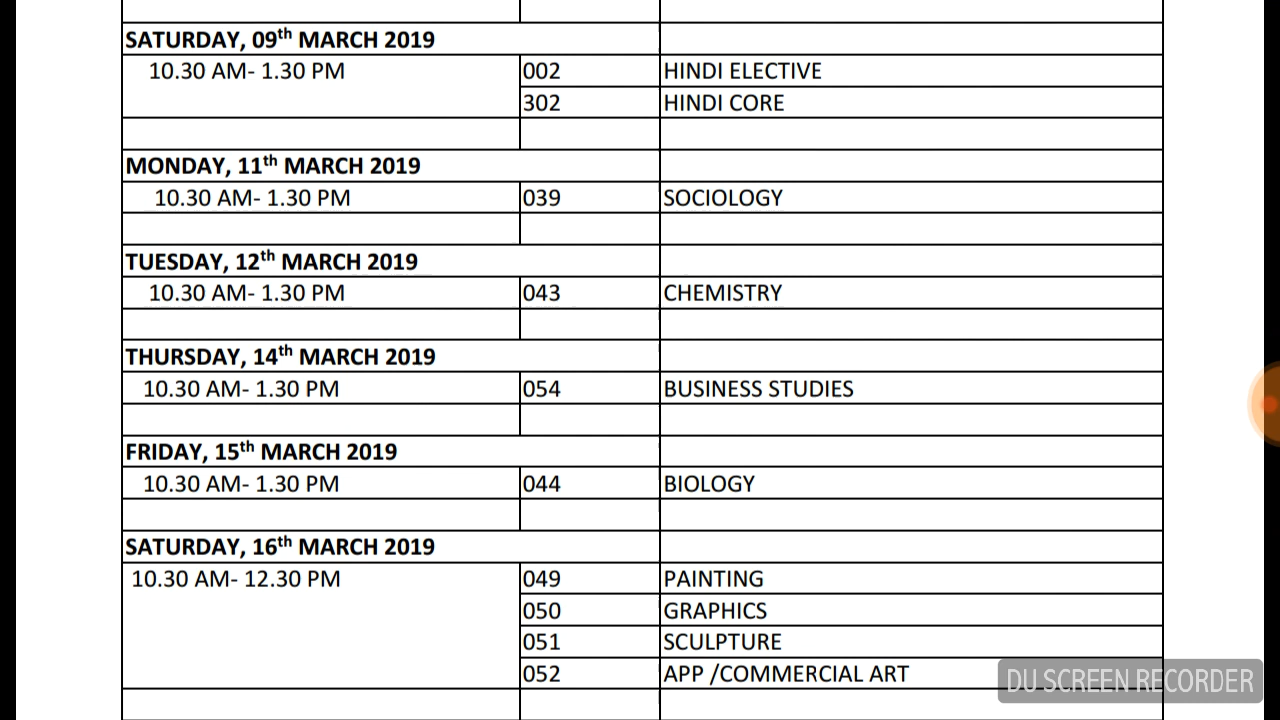 SATURDAY, 09th MARCH 2019
10.30 AM- 1.30 PM 002 HINDI ELECTIVE
302 HINDI CORE
MONDAY, 11th MARCH 2019
10.30 AM- 1.30 PM 039 SOCIOLOGY
TUESDAY, 12th MARCH 2019
10.30 AM- 1.30 PM 043 CHEMISTRY
THURSDAY, 14th MARCH 2019
10.30 AM- 1.30 PM 054 BUSINESS STUDIES
FRIDAY, 15th MARCH 2019
10.30 AM- 1.30 PM 044 BIOLOGY
SATURDAY, 16th MARCH 2019
10.30 AM- 12.30 PM 049 PAINTING
050 GRAPHICS
051 SCULPTURE
052 APP /COMMERCIAL ART
DU SCREEN RECORDER